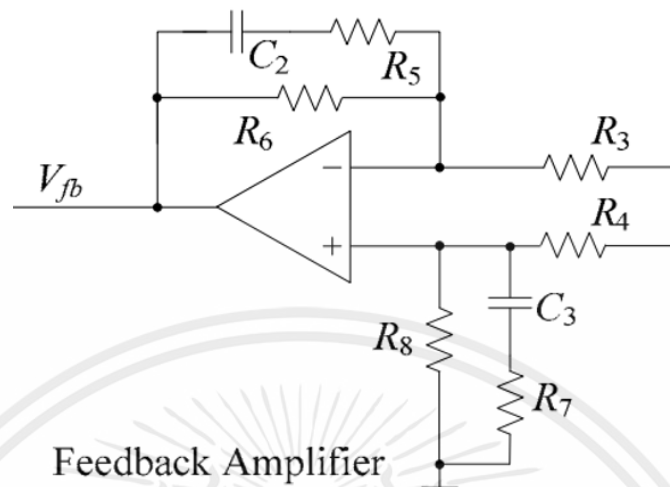 C2
R5
R6
R3
Vfb
−
R4
+
C3
R8
R7
Feedback Amplifier